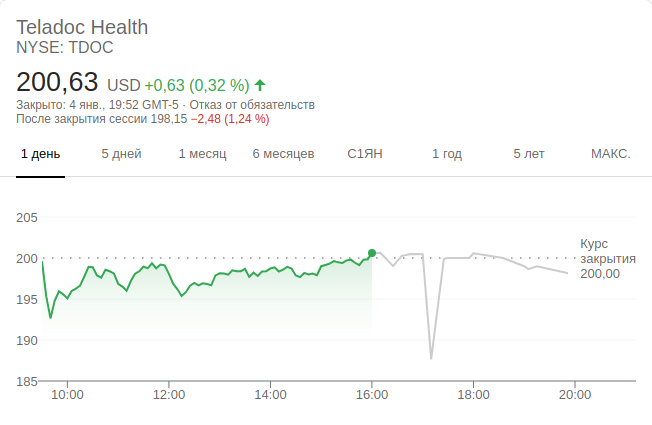 Teladoc Health
NYSE: TDOC
200,63 USD +0,63 (0,32 %)
Закрыто: 4 янв., 19:52 GMT-5 · Отказ от обязательств
После закрытия сессии 198,15 −2,48 (1,24 %)
1 день 5 дней 1 месяц 6 месяцев С1ЯН 1 год 5 лет МАКС.
205
200
195
190
185
Курс
закрытия
200,00
10:00 12:00 14:00 16:00 18:00 20:00